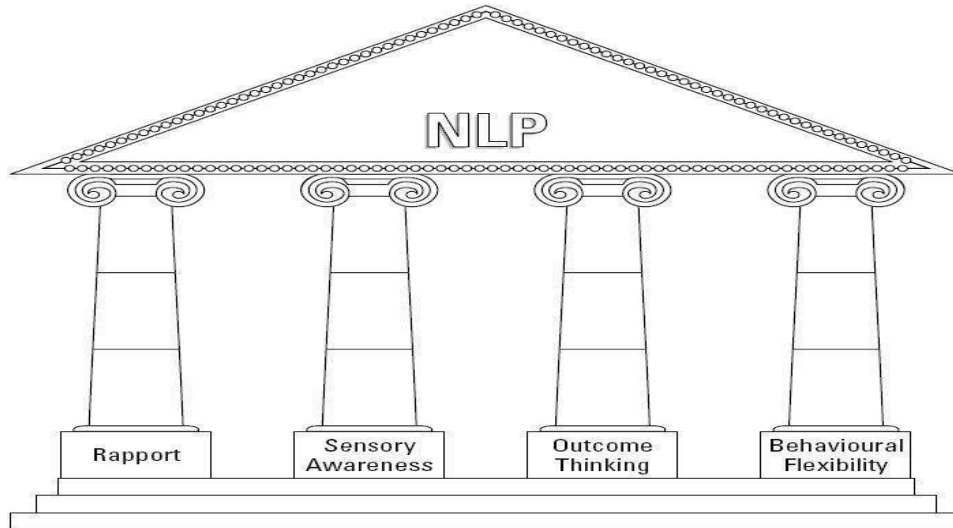 NLP
Rapport
Sensory
Awareness
Outcome
Thinking
Behavioural
Flexibility